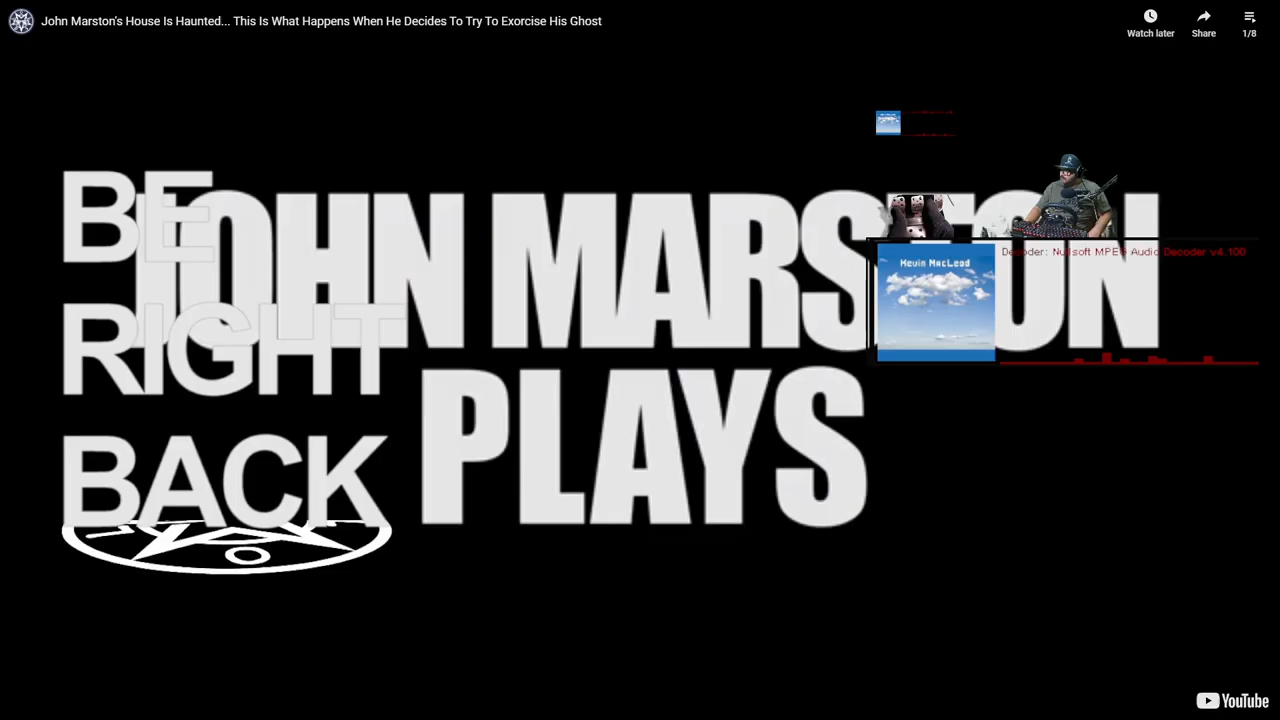 John Marston's House Is Haunted... This Is What Happens When He Decides To Try To Exorcise His Ghost
Watch later
Share
1/8
BE
RIGHT
BACK
JOHN MARSTON
PLAYS
Kevin MacLeod
Decoder: Nullsoft MPEG Audio Decoder v4.100
YouTube